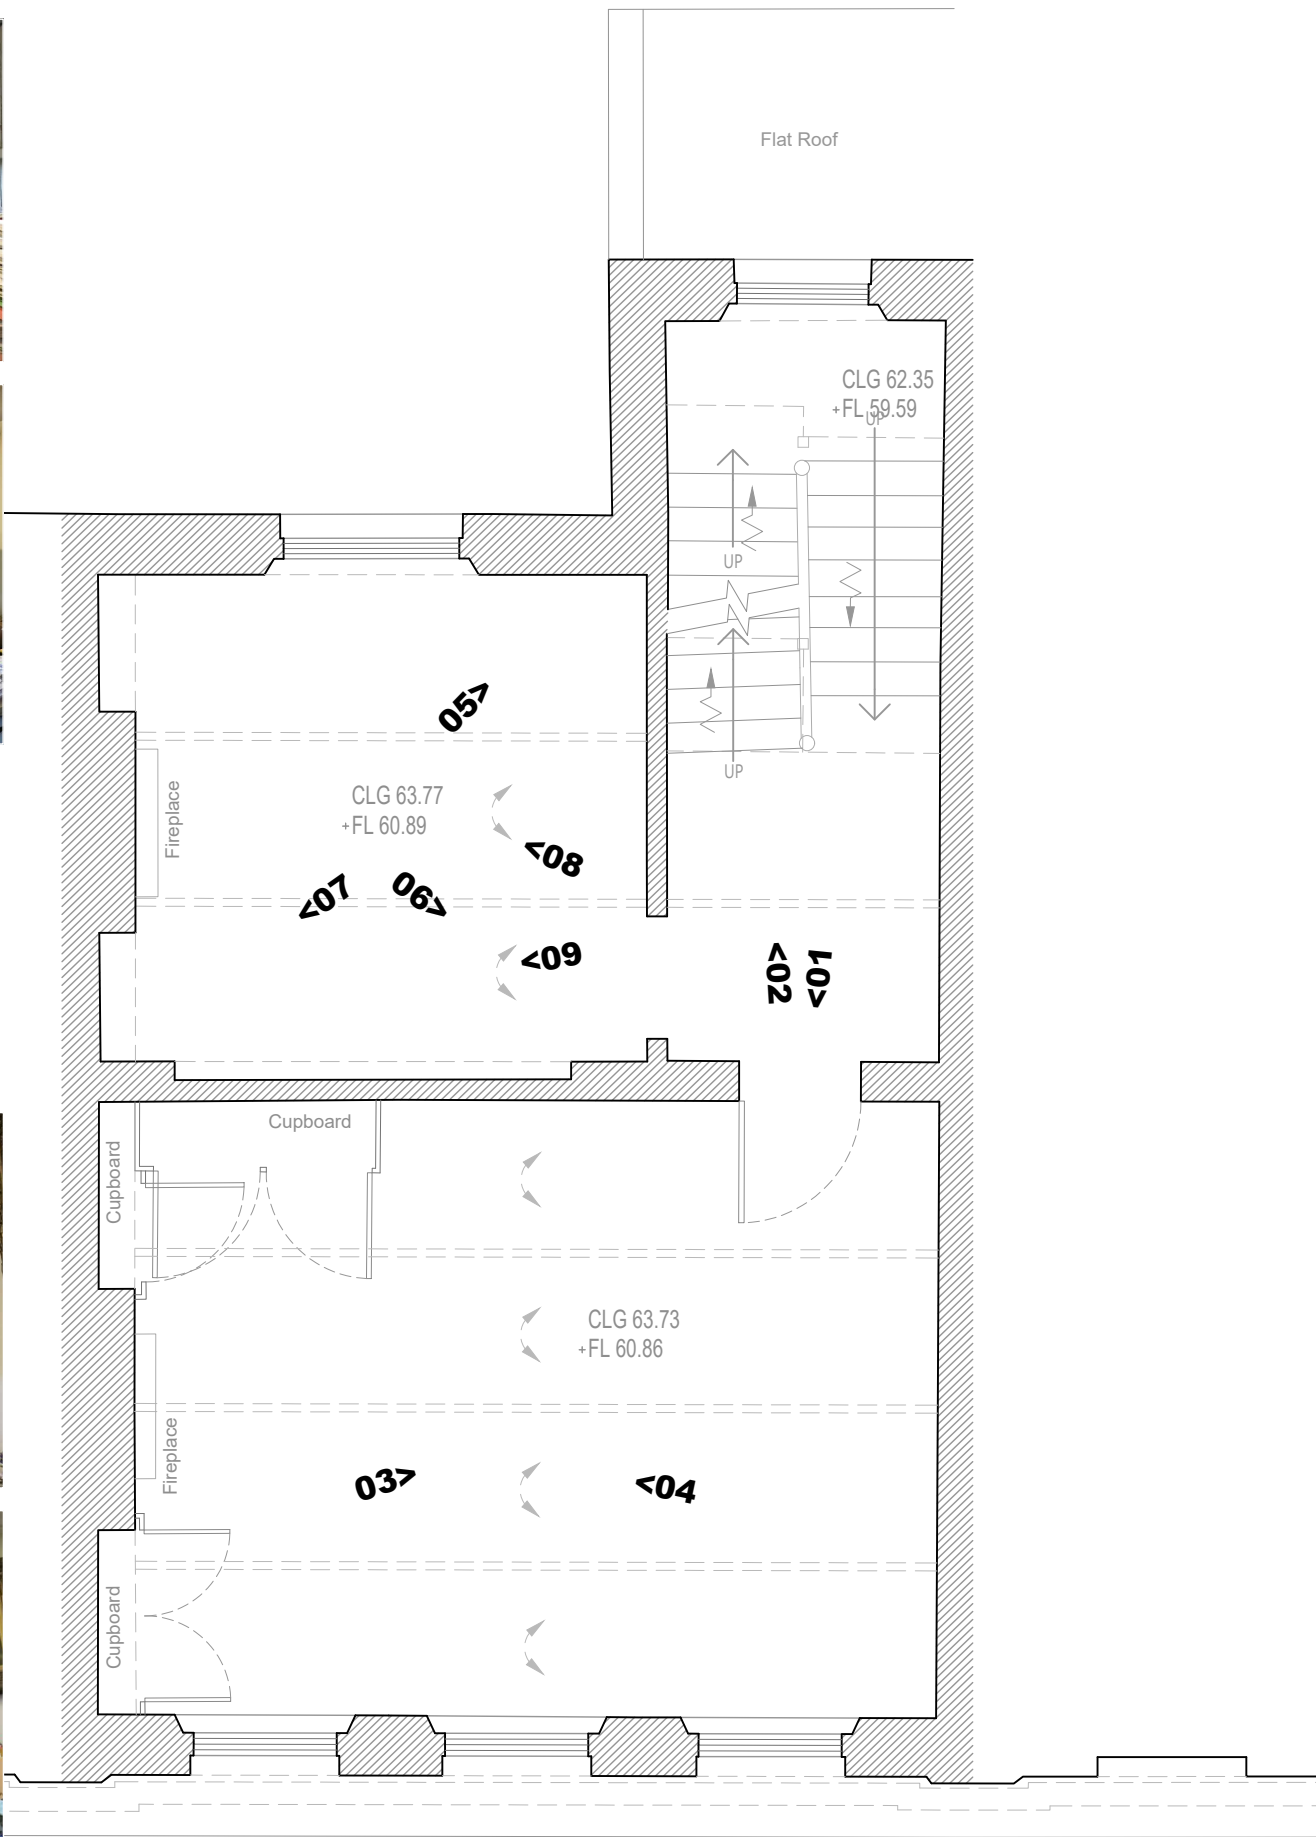 Flat Roof
CLG 62.35
+FL 59.59
UP
UP
UP
05>
Fireplace
CLG 63.77
+FL 60.89
<08
<07
06>
<09
<02
<01
Cupboard
Cupboard
CLG 63.73
+FL 60.86
Fireplace
03>
<04
Cupboard